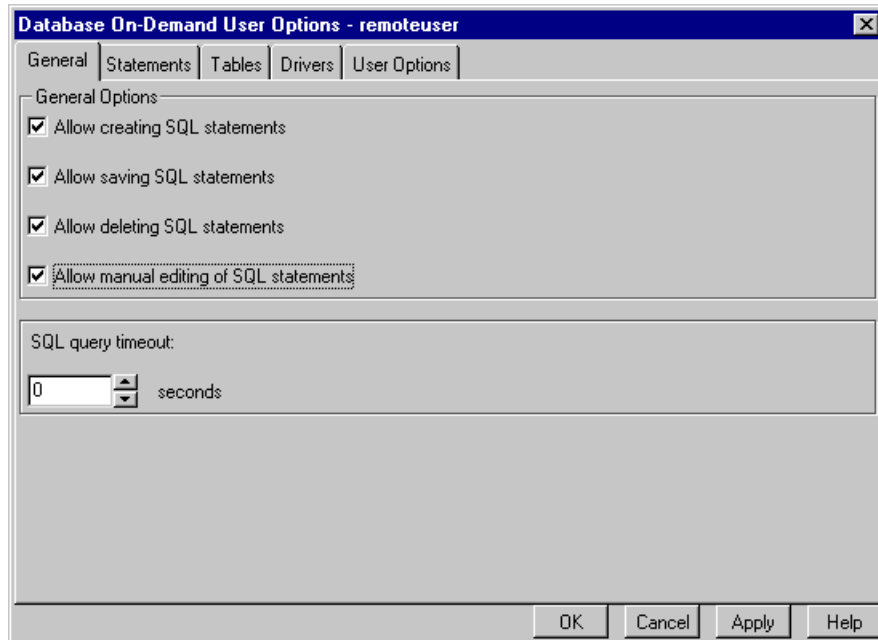 Database On-Demand User Options - remoteuser
General Statements Tables Drivers User Options
General Options
Allow creating SQL statements
Allow saving SQL statements
Allow deleting SQL statements
Allow manual editing of SQL statements
SQL query timeout:
0 seconds
OK Cancel Apply Help